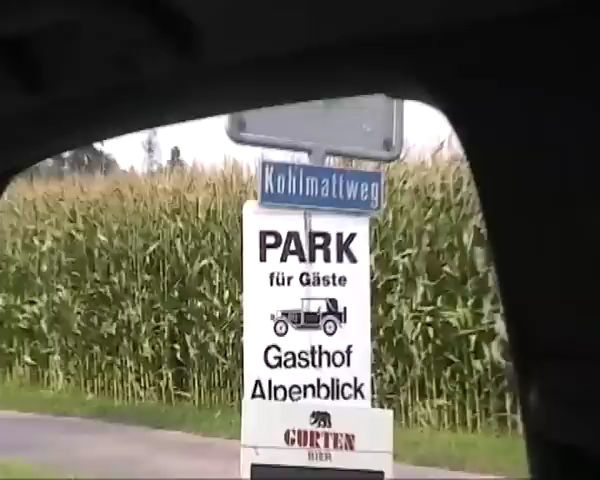 Kohlmattweg
PARK
für Gäste
Gasthof
Alpenblick
GURTEN
BIER